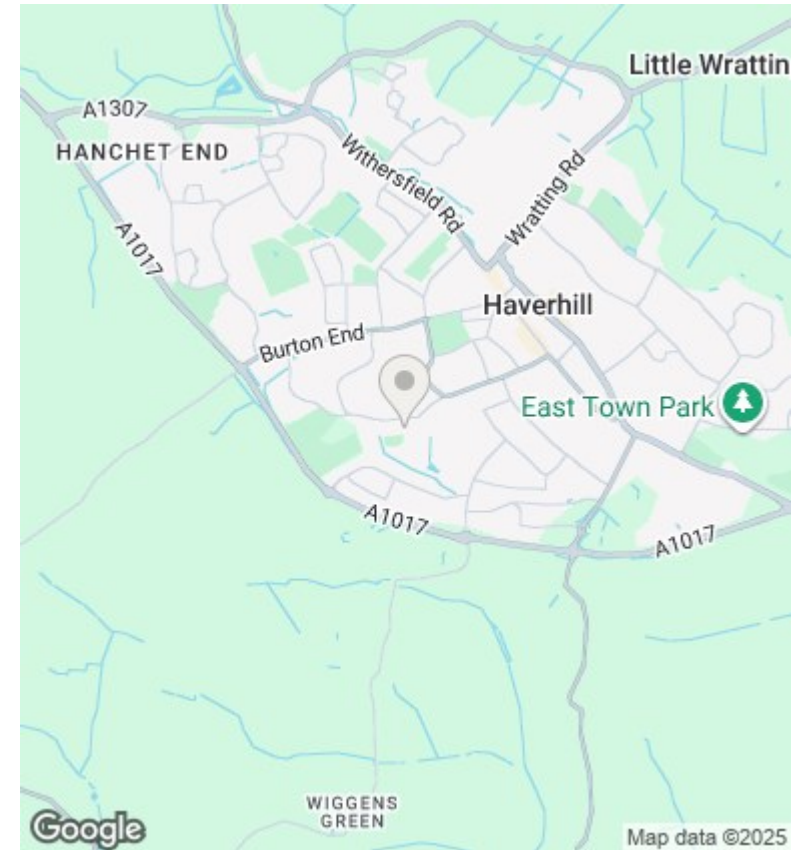 Little Wrattin
A1307
HANCHET END
Withersfield Rd
Wratting Rd
A1017
Haverhill
Burton End
East Town Park
A1017
A1017
WIGGENS
GREEN
Google
Map data ©2025